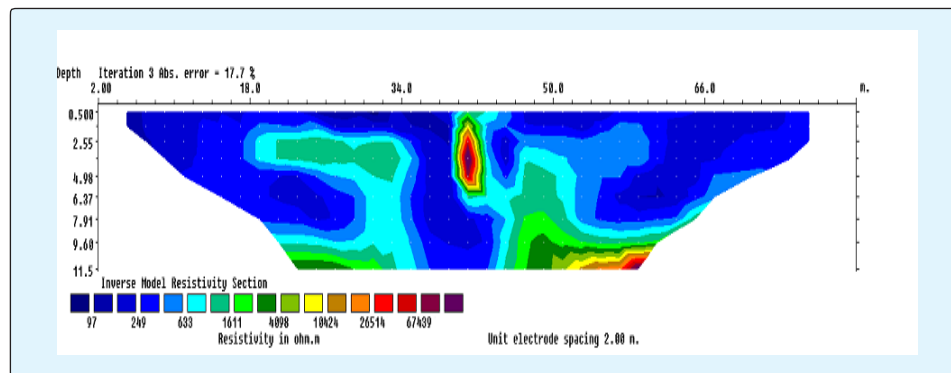 Depth Iteration 3 Abs. error = 17.7 %
2.00 18.0 34.0 50.0 66.0 m.
0.500
2.55
4.98
6.37
7.91
9.60
11.5
Inverse Model Resistivity Section
97 249 633 1611 4098 10424 26514 67439
Resistivity in ohm.m Unit electrode spacing 2.00 m.